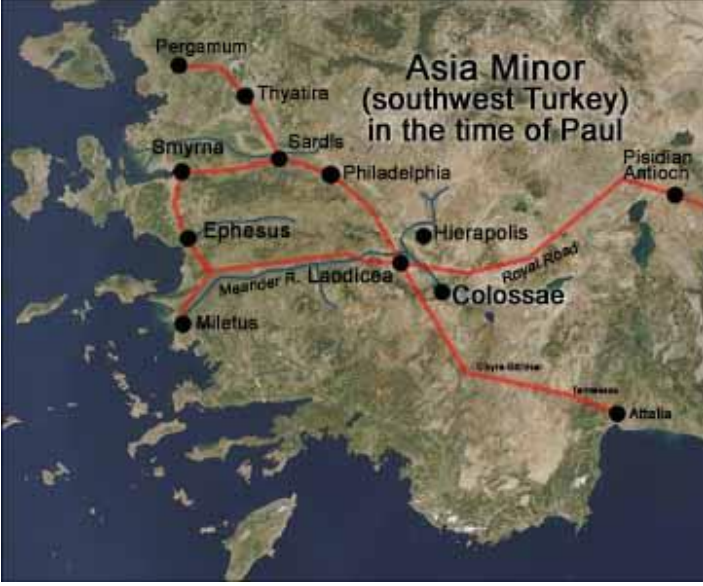 Pergamum
Asia Minor
(southwest Turkey)
in the time of Paul
Thyatira
Smyrna
Sardis
Philadelphia
Pisidian
Antioch
Ephesus
Hierapolis
Royal Road
Meander R.
Laodicea
Colossae
Miletus
Attalia